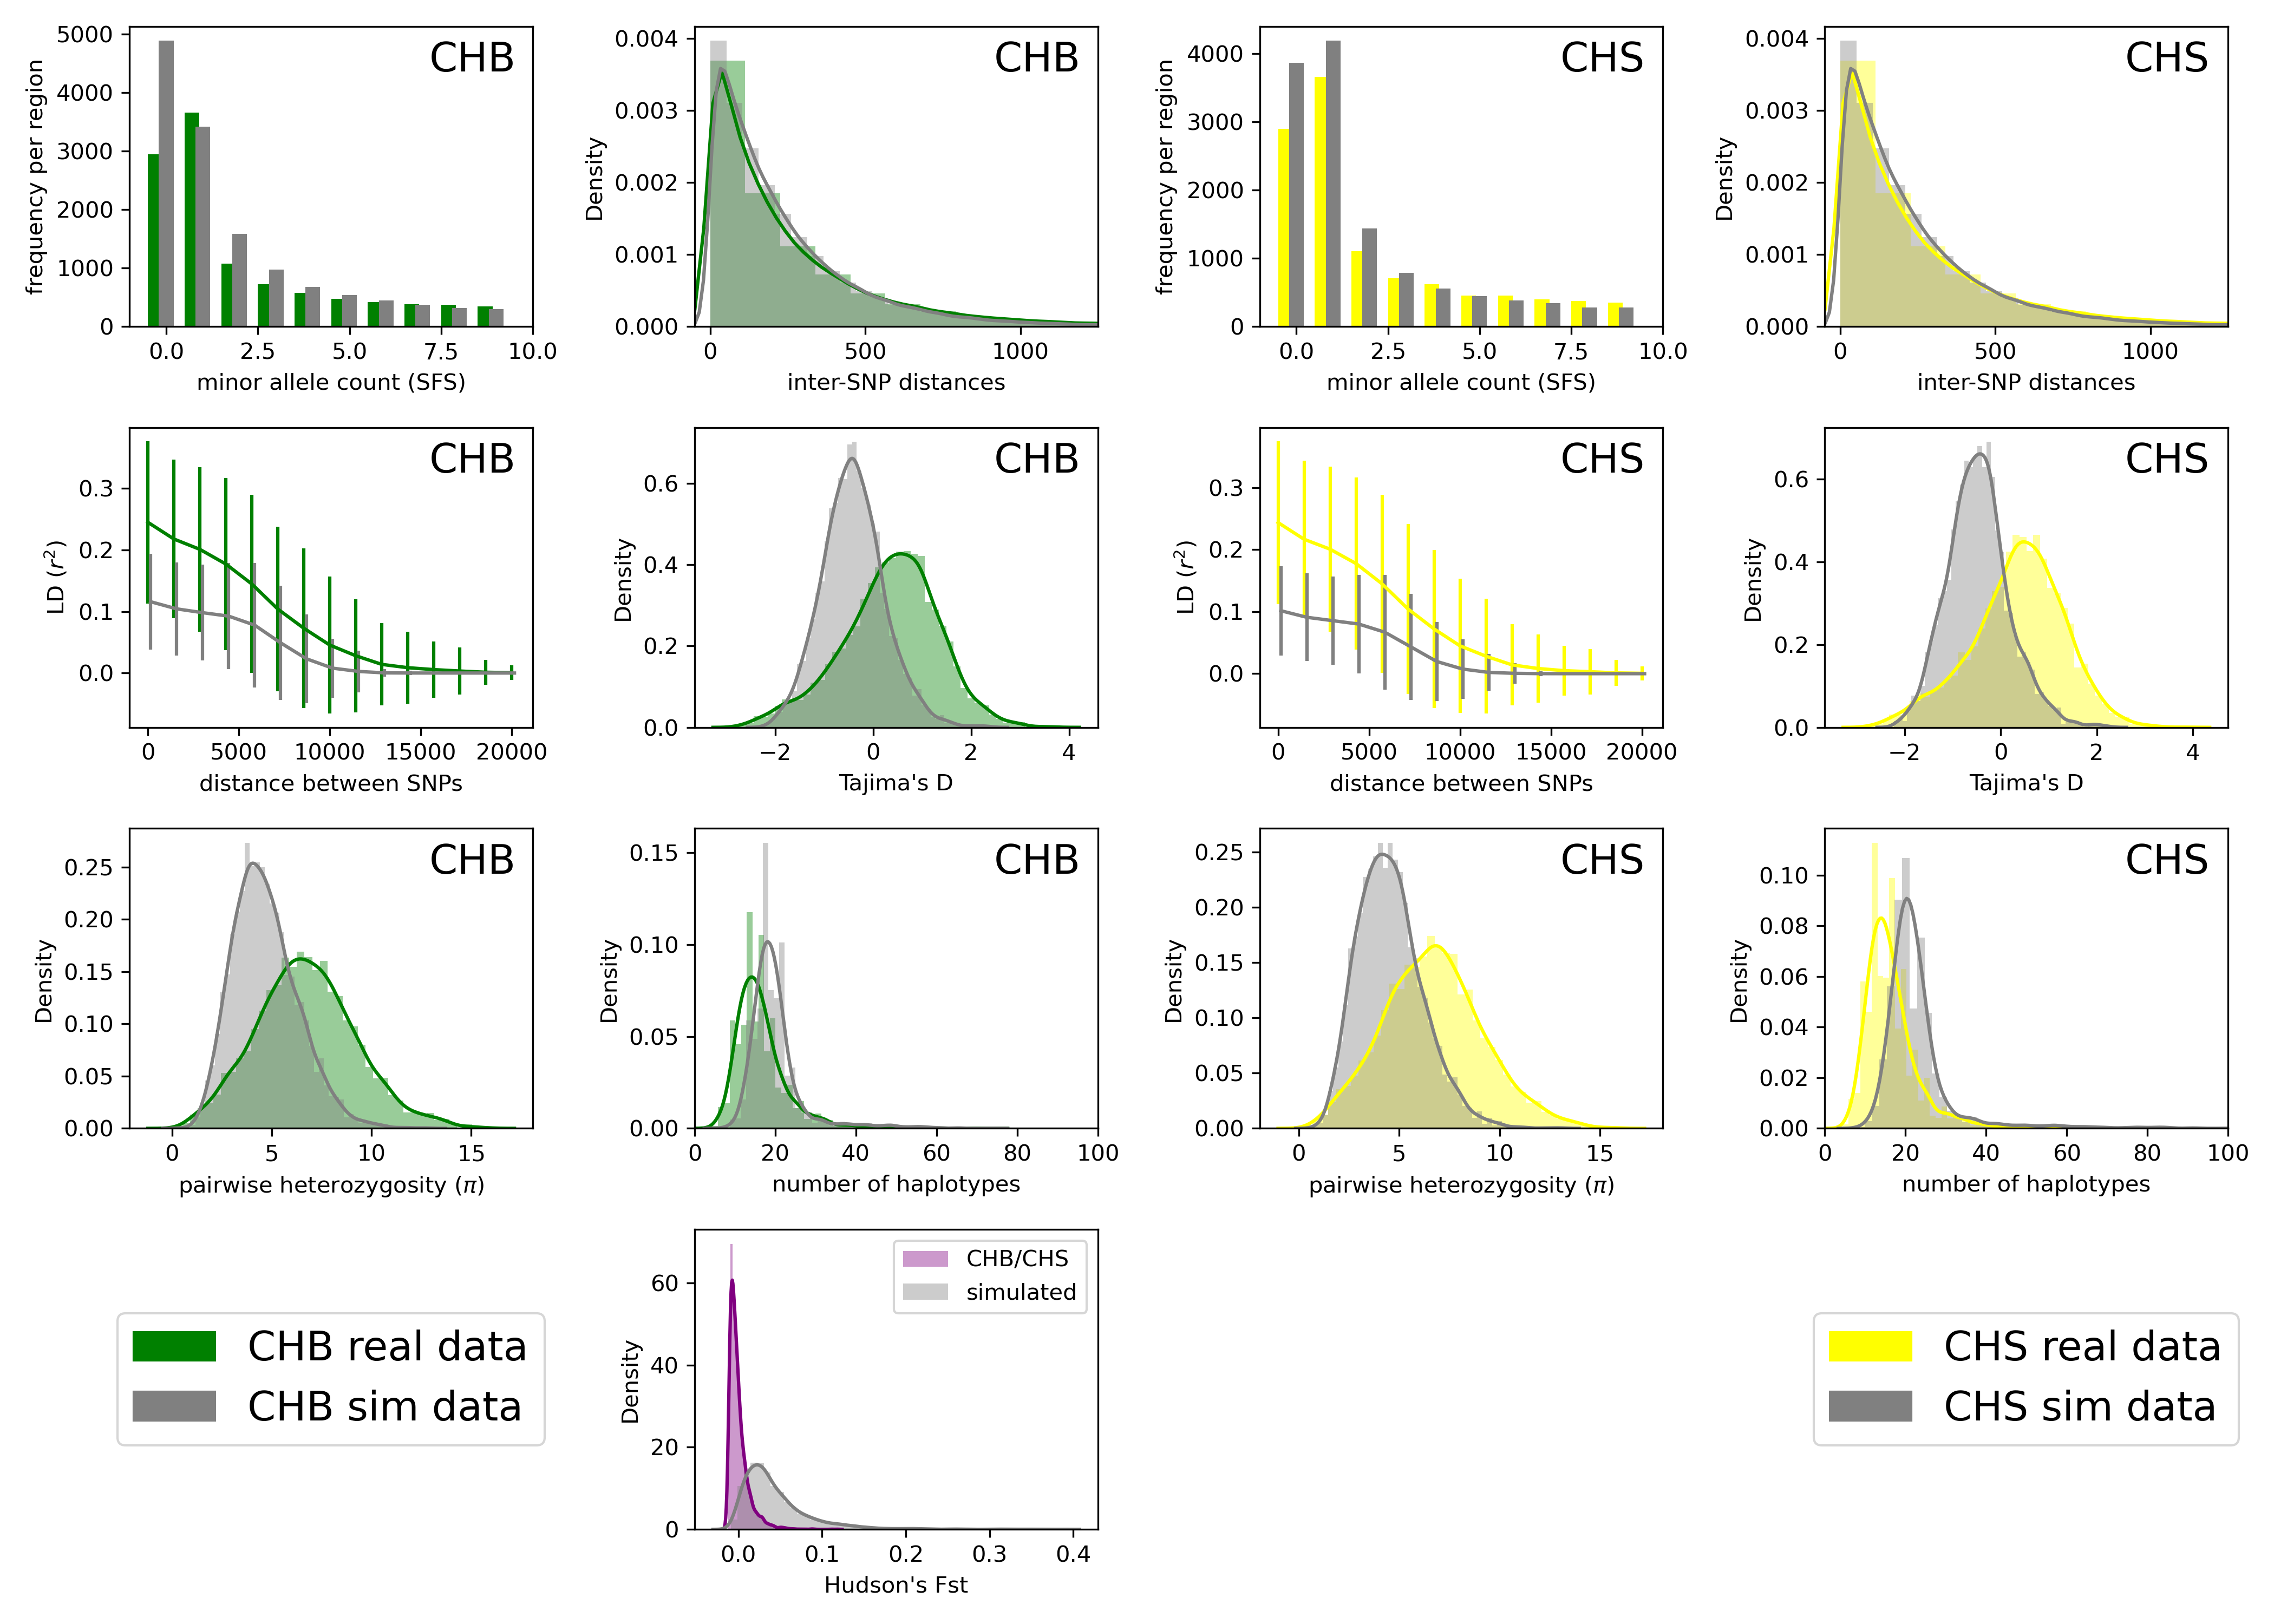 CHB
frequency per region
5000
4000
3000
2000
1000
0
0.0 2.5 5.0 7.5 10.0
minor allele count (SFS)
CHB
Density
0.004
0.003
0.002
0.001
0.000
0 500 1000
inter-SNP distances
CHS
frequency per region
4000
3000
2000
1000
0
0.0 2.5 5.0 7.5 10.0
minor allele count (SFS)
CHS
Density
0.004
0.003
0.002
0.001
0.000
0 500 1000
inter-SNP distances
CHB
LD (r²)
0.3
0.2
0.1
0.0
0 5000 10000 15000 20000
distance between SNPs
CHB
Density
0.6
0.4
0.2
0.0
−2 0 2 4
Tajima's D
CHS
LD (r²)
0.3
0.2
0.1
0.0
0 5000 10000 15000 20000
distance between SNPs
CHS
Density
0.6
0.4
0.2
0.0
−2 0 2 4
Tajima's D
CHB
Density
0.25
0.20
0.15
0.10
0.05
0.00
0 5 10 15
pairwise heterozygosity (π)
CHB
Density
0.15
0.10
0.05
0.00
0 20 40 60 80 100
number of haplotypes
CHS
Density
0.25
0.20
0.15
0.10
0.05
0.00
0 5 10 15
pairwise heterozygosity (π)
CHS
Density
0.10
0.08
0.06
0.04
0.02
0.00
0 20 40 60 80 100
number of haplotypes
CHB real data
CHB sim data
CHB/CHS
simulated
Density
60
40
20
0
0.0 0.1 0.2 0.3 0.4
Hudson's Fst
CHS real data
CHS sim data